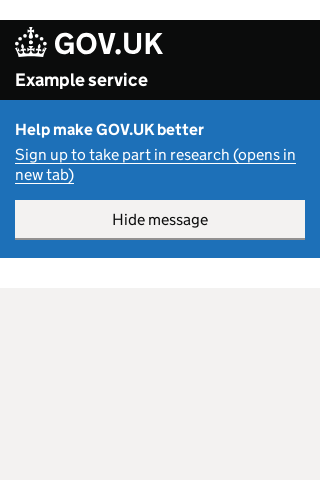 GOV.UK
Example service
Help make GOV.UK better
Sign up to take part in research (opens in
new tab)
Hide message